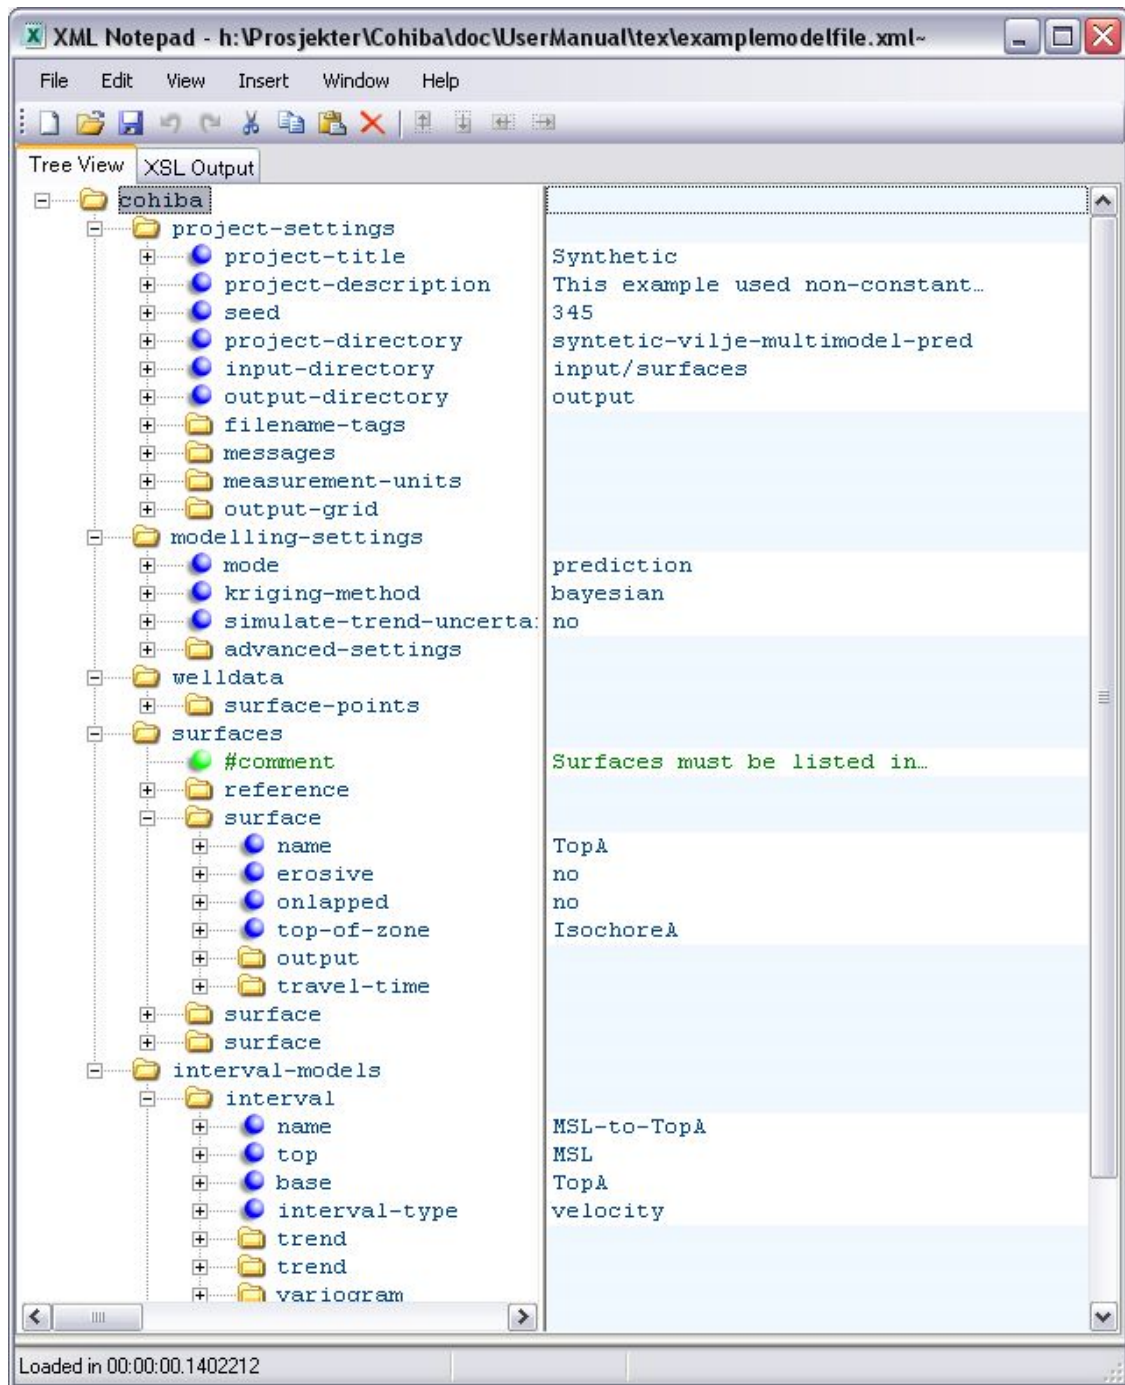 XML Notepad - h:\Prosjekter\Cohiba\doc\UserManual\tex\examplemodelfile.xml~
File Edit View Insert Window Help
Tree View XSL Output
cohiba
project-settings
project-title Synthetic
project-description This example used non-constant…
seed 345
project-directory syntetic-vilje-multimodel-pred
input-directory input/surfaces
output-directory output
filename-tags
messages
measurement-units
output-grid
modelling-settings
mode prediction
kriging-method bayesian
simulate-trend-uncerta no
advanced-settings
welldata
surface-points
surfaces
#comment Surfaces must be listed in…
reference
surface
name TopA
erosive no
onlapped no
top-of-zone IsochoreA
output
travel-time
surface
surface
interval-models
interval
name MSL-to-TopA
top MSL
base TopA
interval-type velocity
trend
trend
variogram
Loaded in 00:00:00.1402212